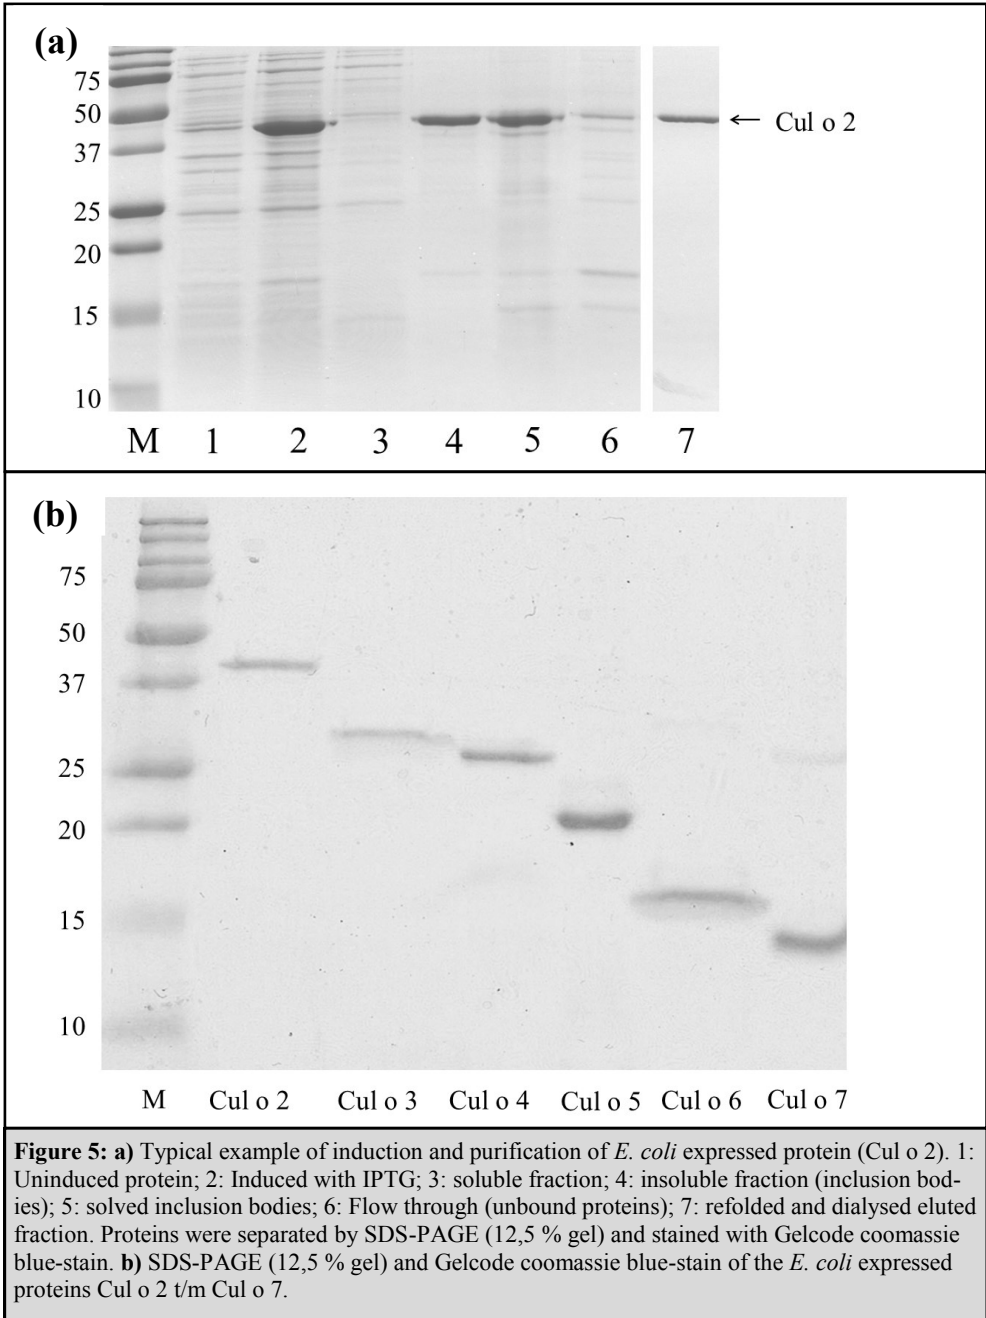 (a)
75
50
37
25
20
15
10
← Cul o 2
M 1 2 3 4 5 6 7
(b)
75
50
37
25
20
15
10
M Cul o 2 Cul o 3 Cul o 4 Cul o 5 Cul o 6 Cul o 7
Figure 5: a) Typical example of induction and purification of E. coli expressed protein (Cul o 2). 1:
Uninduced protein; 2: Induced with IPTG; 3: soluble fraction; 4: insoluble fraction (inclusion bod-
ies); 5: solved inclusion bodies; 6: Flow through (unbound proteins); 7: refolded and dialysed eluted
fraction. Proteins were separated by SDS-PAGE (12,5 % gel) and stained with Gelcode coomassie
blue-stain. b) SDS-PAGE (12,5 % gel) and Gelcode coomassie blue-stain of the E. coli expressed
proteins Cul o 2 t/m Cul o 7.